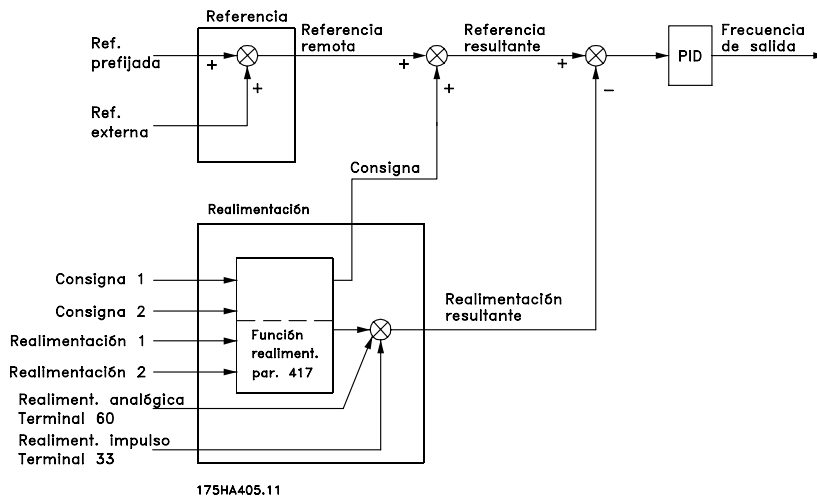 Referencia
Ref.
prefijada
+
+
Ref.
externa
Referencia
remota
+
+
Referencia
resultante
+
−
PID
Frecuencia
de salida
Consigna
Realimentación
Consigna 1
Consigna 2
Realimentación 1
Realimentación 2
Realiment. analógica
Terminal 60
Realiment. impulso
Terminal 33
Función
realiment.
par. 417
Realimentación
resultante
175HA405.11